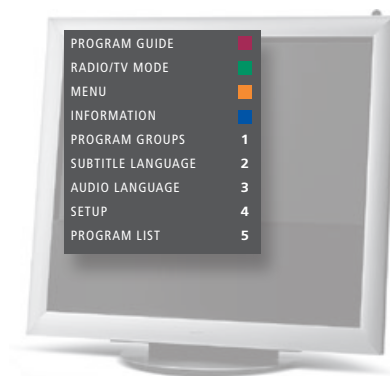 PROGRAM GUIDE
RADIO/TV MODE
MENU
INFORMATION
PROGRAM GROUPS 1
SUBTITLE LANGUAGE 2
AUDIO LANGUAGE 3
SETUP 4
PROGRAM LIST 5